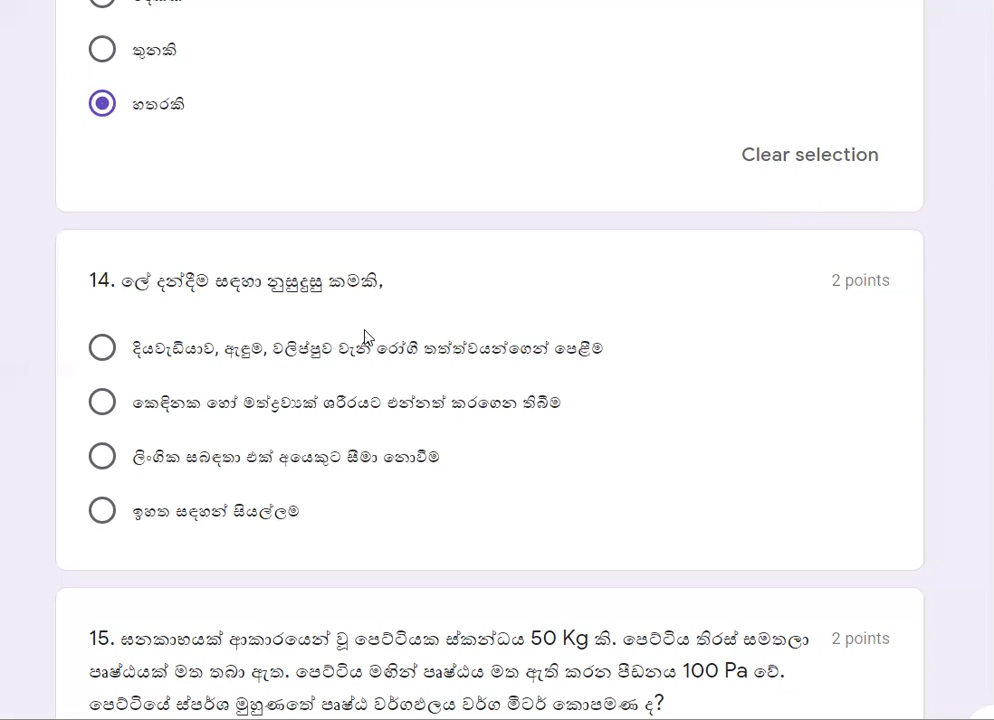 තුනකි
හතරකි
Clear selection
14. ලේ දන්දීම සඳහා නුසුදුසු කමකි,
2 points
දියවැඩියාව, ඇඳුම, වලිප්පුව වැනි රෝගී තත්ත්වයන්ගෙන් පෙළීම
කෙඳිනක හෝ මත්ද්‍රව්‍යක් ශරීරයට එන්නත් කරගෙන තිබීම
ලිංගික සබඳතා එක් අයෙකුට සීමා නොවීම
ඉහත සඳහන් සියල්ලම
15. ඝනකාභයක් ආකාරයෙන් වූ පෙට්ටියක ස්කන්ධය 50 Kg කි. පෙට්ටිය තිරස් සමතලා
2 points
පෘෂ්ඨයක් මත තබා ඇත. පෙට්ටිය මඟින් පෘෂ්ඨය මත ඇති කරන පීඩනය 100 Pa වේ.
පෙට්ටියේ ස්පර්ශ මුහුණතේ පෘෂ්ඨ වර්ගඵලය වර්ග මීටර් කොපමණ ද?